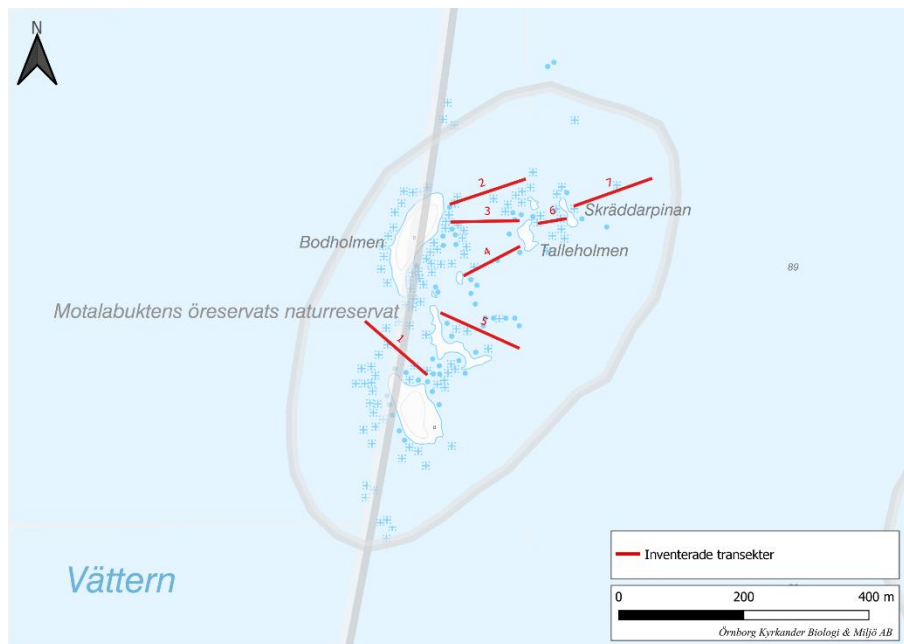 N
2
7
3
6
Skräddarpinan
Bodholmen
4
Talleholmen
89
Motalabuktens öreservats naturreservat
5
1
Vättern
Inventerade transekter
0 200 400 m
Örnborg Kyrkander Biologi & Miljö AB